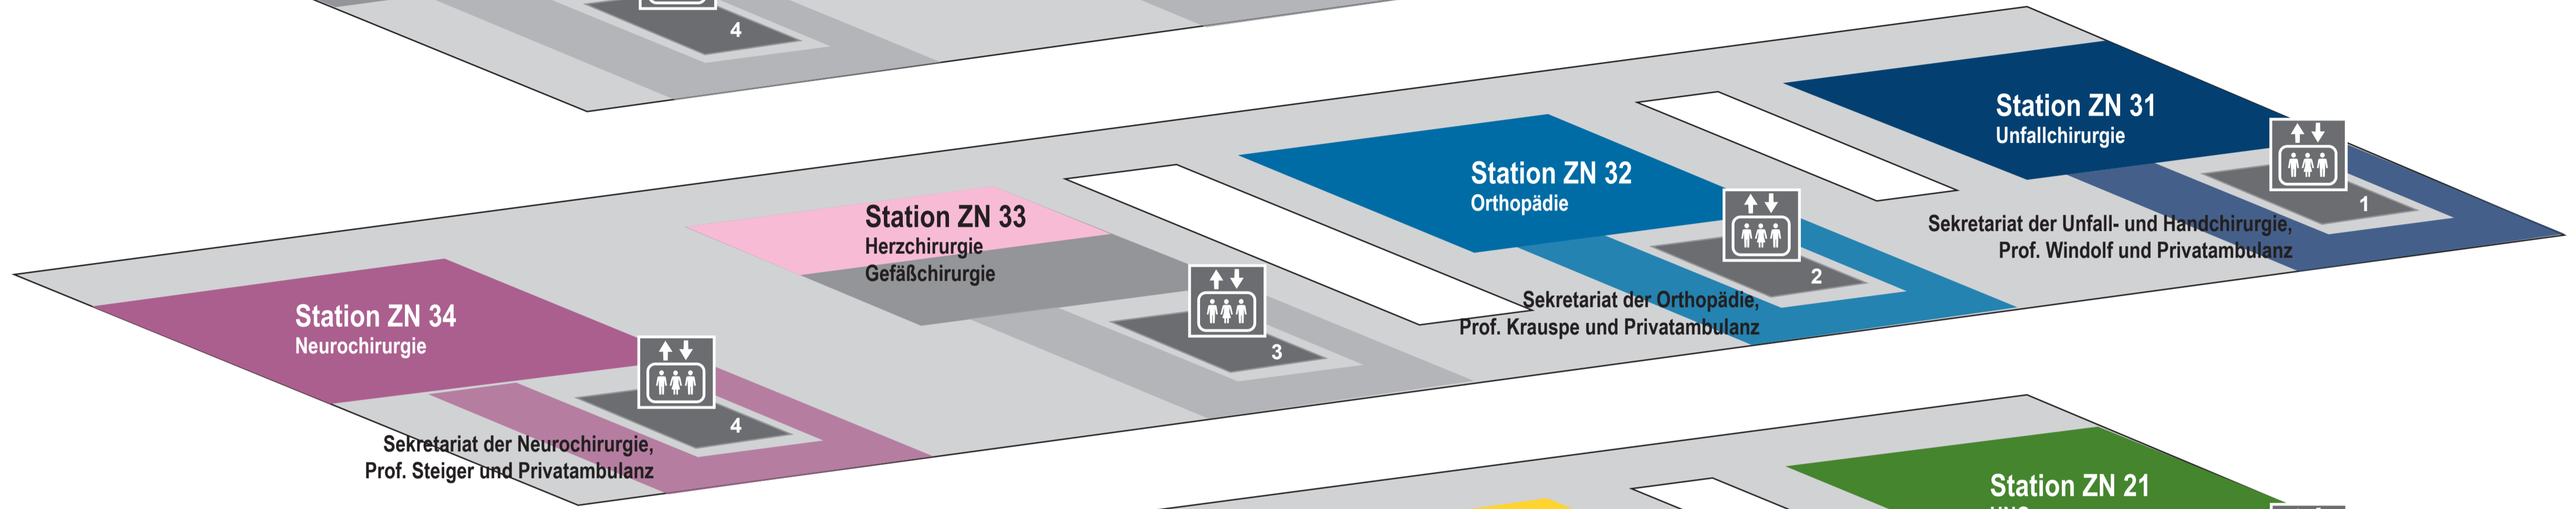 4
Station ZN 31
Unfallchirurgie
1
Sekretariat der Unfall- und Handchirurgie,
Prof. Windolf und Privatambulanz
Station ZN 32
Orthopädie
2
Sekretariat der Orthopädie,
Prof. Krauspe und Privatambulanz
Station ZN 33
Herzchirurgie
Gefäßchirurgie
3
Station ZN 34
Neurochirurgie
4
Sekretariat der Neurochirurgie,
Prof. Steiger und Privatambulanz
Station ZN 21